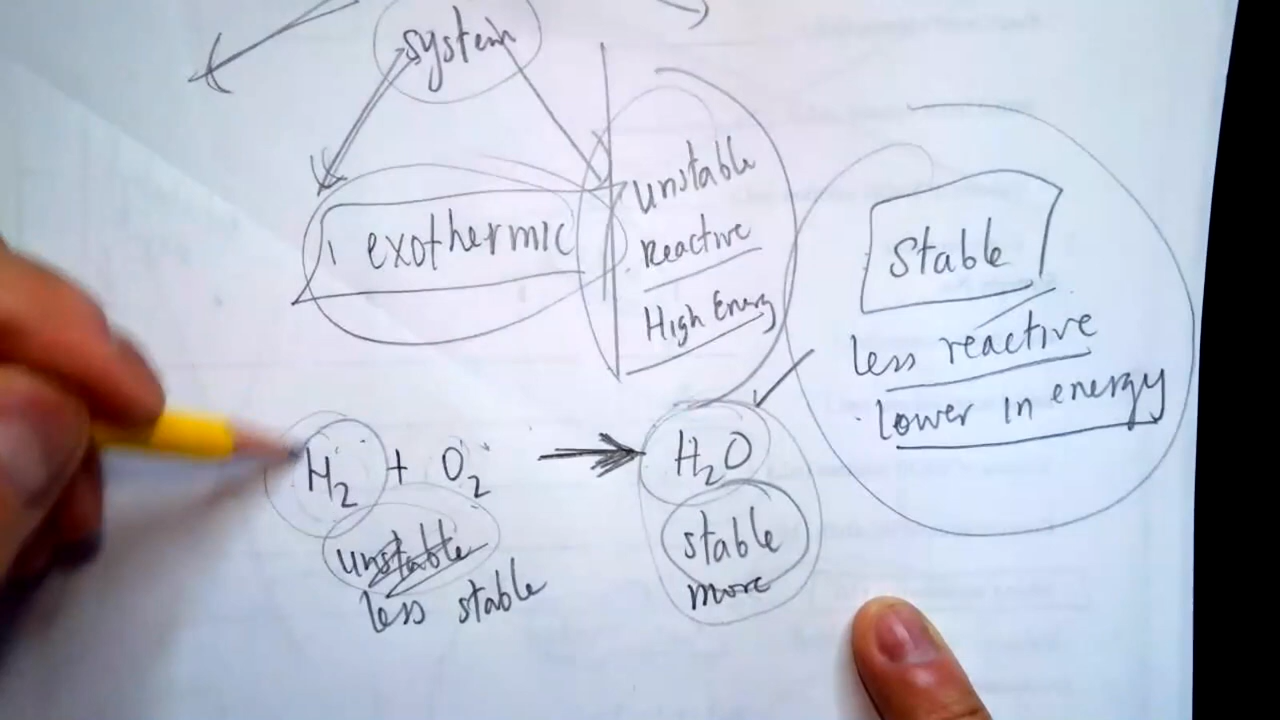 system
exothermic
Unstable
Reactive
High Energy
Stable
less reactive
lower in energy
H2 + O2 → H2O
unstable
less stable
stable
more